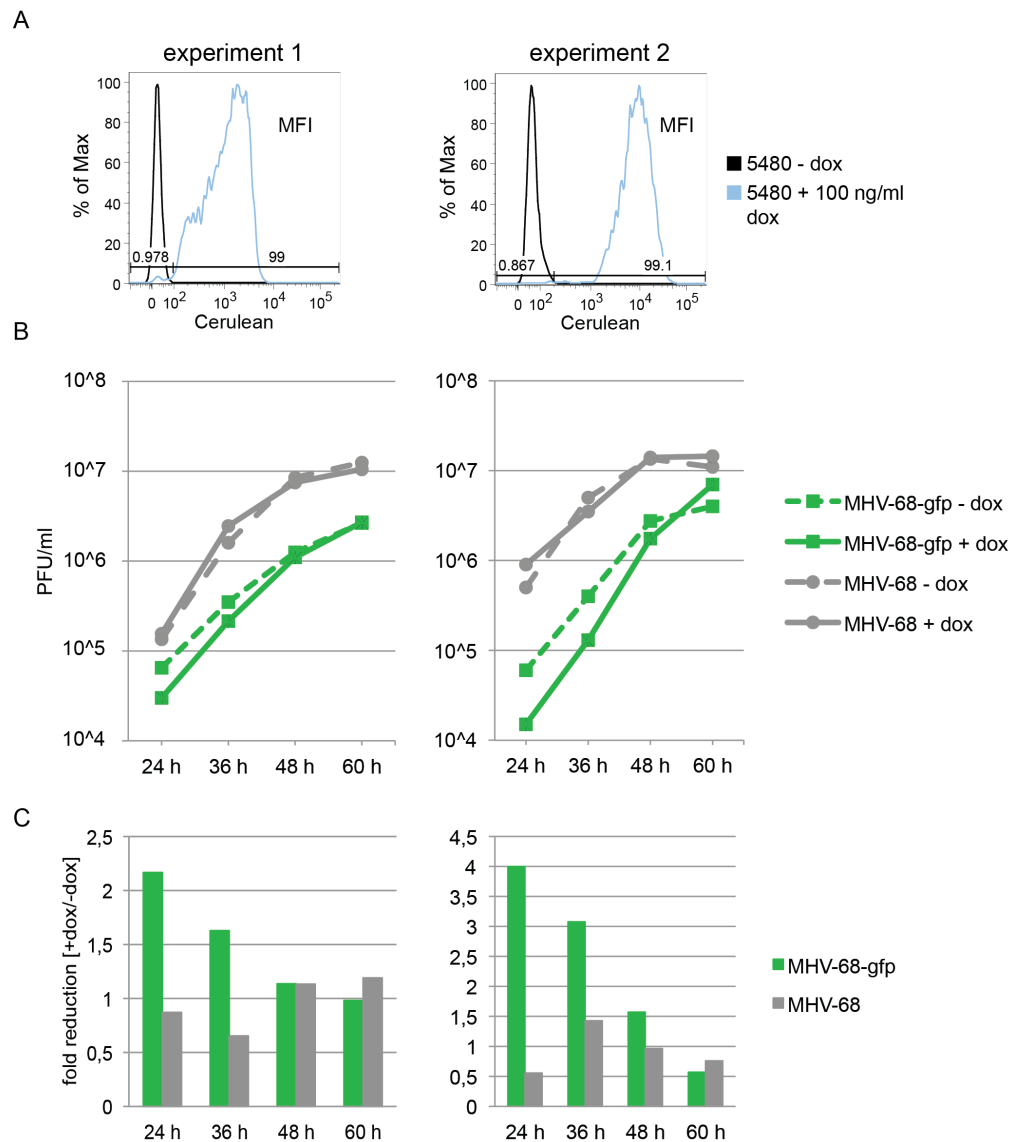 A
experiment 1
experiment 2
100
80
60
40
20
0
% of Max
MFI
0.978
99
0 10^2 10^3 10^4 10^5
Cerulean
100
80
60
40
20
0
% of Max
MFI
0.867
99.1
0 10^2 10^3 10^4 10^5
Cerulean
5480 - dox
5480 + 100 ng/ml
dox
B
10^8
10^7
10^6
10^5
10^4
PFU/ml
24 h 36 h 48 h 60 h
10^8
10^7
10^6
10^5
10^4
24 h 36 h 48 h 60 h
MHV-68-gfp - dox
MHV-68-gfp + dox
MHV-68 - dox
MHV-68 + dox
C
2,5
2
1,5
1
0,5
0
fold reduction [+dox/-dox]
24 h 36 h 48 h 60 h
4,5
4
3,5
3
2,5
2
1,5
1
0,5
0
24 h 36 h 48 h 60 h
MHV-68-gfp
MHV-68